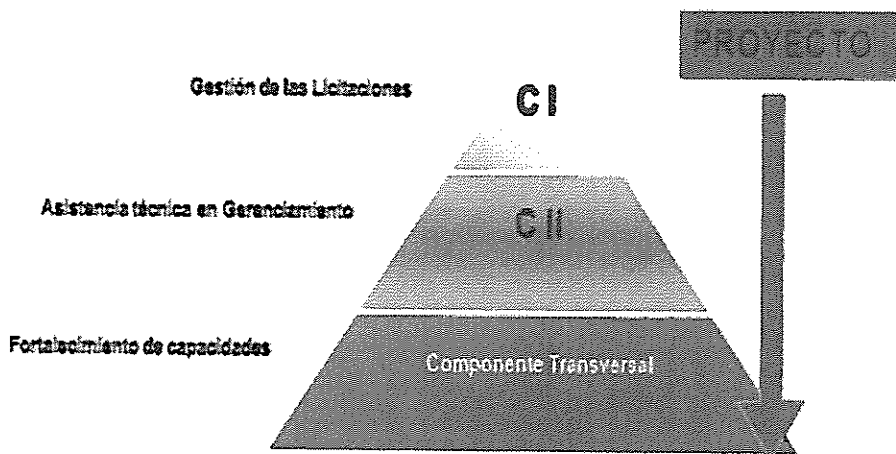 PROYECTO
Gestión de las Licitaciones
C I
Asistencia técnica en Gerenciamiento
C II
Fortalecimiento de capacidades
Componente Transversal